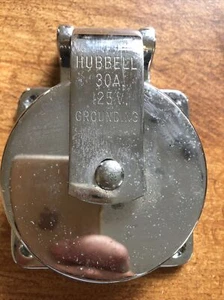 HUBBELL
30A.
125V.
GROUNDING